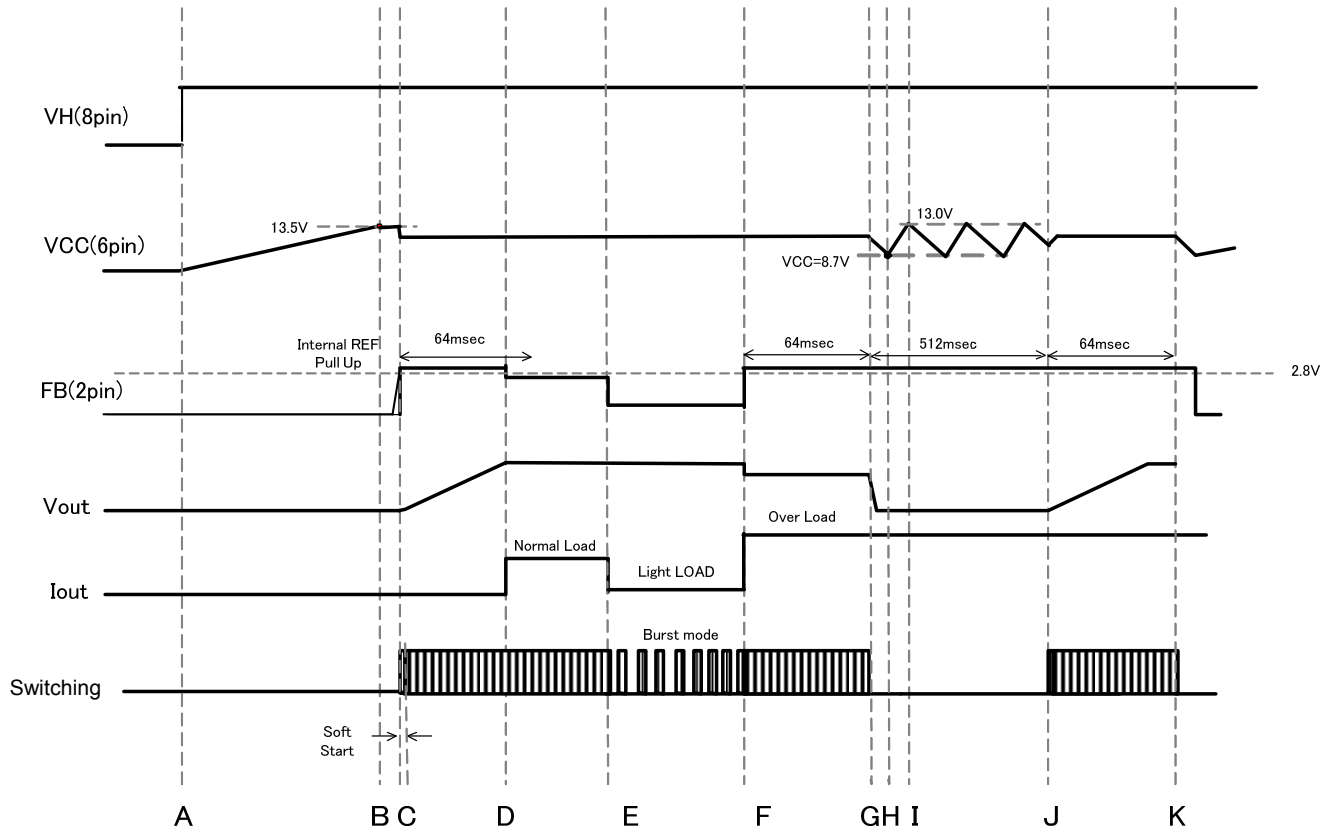 VH(8pin)
13.5V
13.0V
VCC(6pin)
VCC=8.7V
Internal REF
Pull Up
64msec
64msec
512msec
64msec
2.8V
FB(2pin)
Vout
Over Load
Normal Load
Light LOAD
Iout
Burst mode
Switching
Soft
Start
A B C D E F G H I J K